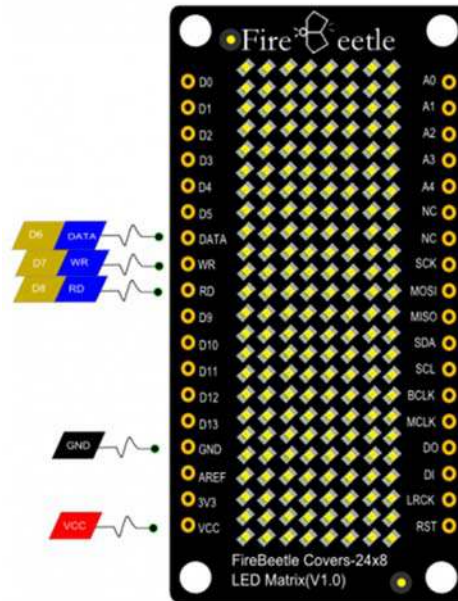 Fire eetle
D0
D1
D2
D3
D4
D5
DATA
WR
RD
D9
D10
D11
D12
D13
GND
AREF
3V3
VCC
A0
A1
A2
A3
A4
NC
NC
SCK
MOSI
MISO
SDA
SCL
BCLK
MCLK
DO
DI
LRCK
RST
D6 DATA
D7 WR
D8 RD
GND
VCC
FireBeetle Covers-24x8
LED Matrix(V1.0)